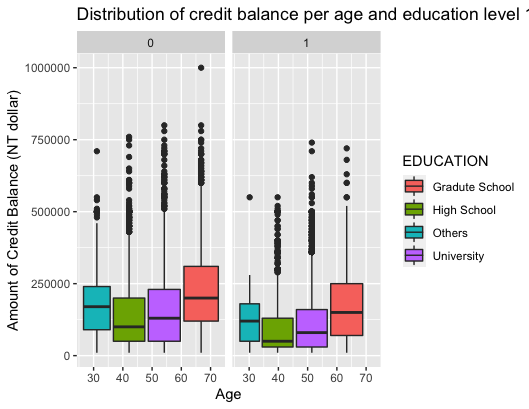 Distribution of credit balance per age and education level
0
1
Amount of Credit Balance (NT dollar)
1000000
750000
500000
250000
0
30 40 50 60 70
30 40 50 60 70
Age
EDUCATION
Gradute School
High School
Others
University